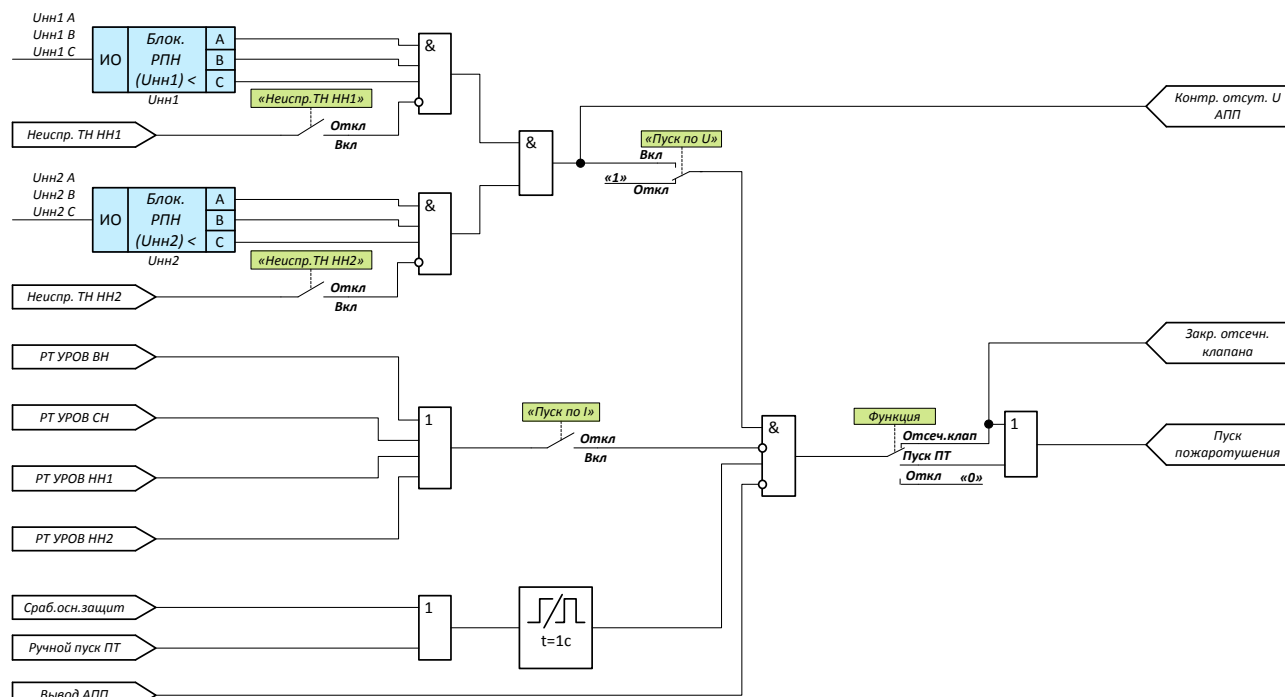 Uнн1 A
Uнн1 B
Uнн1 C
ИО
Блок.
РПН
(Uнн1) <
A
B
C
Uнн1
&
«Неиспр.ТН НН1»
Неиспр. ТН НН1
Откл
Вкл
Uнн2 A
Uнн2 B
Uнн2 C
ИО
Блок.
РПН
(Uнн2) <
A
B
C
Uнн2
&
«Неиспр.ТН НН2»
Неиспр. ТН НН2
Откл
Вкл
&
«Пуск по U»
Вкл
«1»
Откл
Контр. отсут. U
АПП
РТ УРОВ ВН
РТ УРОВ СН
РТ УРОВ НН1
РТ УРОВ НН2
1
«Пуск по I»
Откл
Вкл
&
Функция
Отсеч.клап
Пуск ПТ
Откл «0»
1
Закр. отсечн.
клапана
Пуск
пожаротушения
Сраб.осн.защит
Ручной пуск ПТ
1
t=1c
Вывод АПП